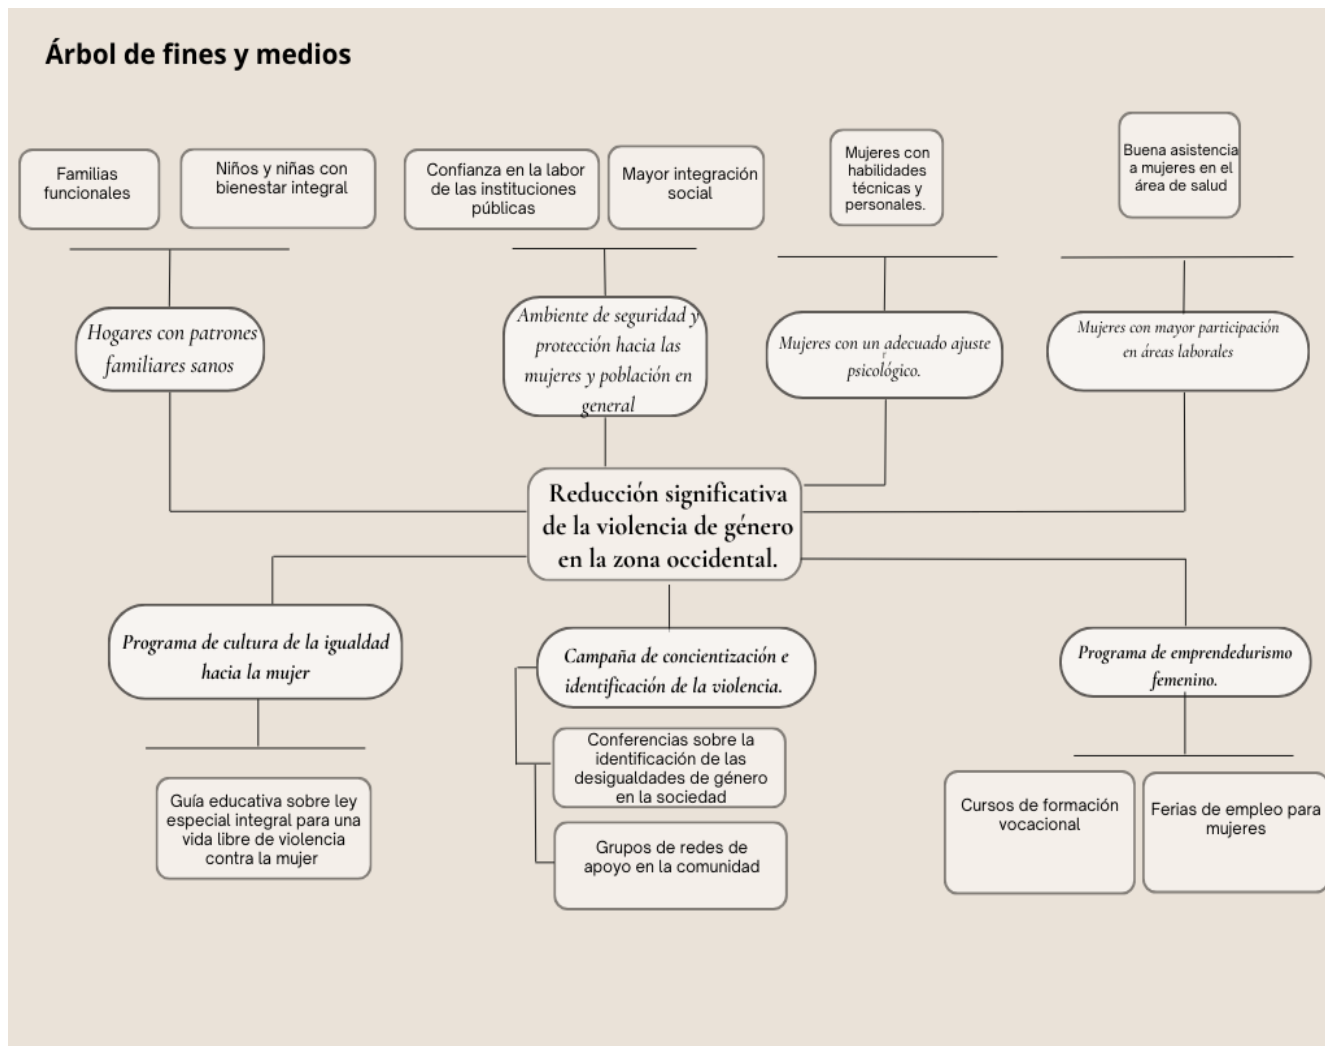 Árbol de fines y medios
Familias
funcionales
Niños y niñas con
bienestar integral
Confianza en la labor
de las instituciones
públicas
Mayor integración
social
Mujeres con
habilidades
técnicas y
personales.
Buena asistencia
a mujeres en el
área de salud
Hogares con patrones
familiares sanos
Ambiente de seguridad y
protección hacia las
mujeres y población en
general
Mujeres con un adecuado ajuste
r
psicológico.
Mujeres con mayor participación
en áreas laborales
Reducción significativa
de la violencia de género
en la zona occidental.
Programa de cultura de la igualdad
hacia la mujer
Campaña de concientización e
identificación de la violencia.
Programa de emprendedurismo
femenino.
Guía educativa sobre ley
especial integral para una
vida libre de violencia
contra la mujer
Conferencias sobre la
identificación de las
desigualdades de género
en la sociedad
Grupos de redes de
apoyo en la comunidad
Cursos de formación
vocacional
Ferias de empleo para
mujeres